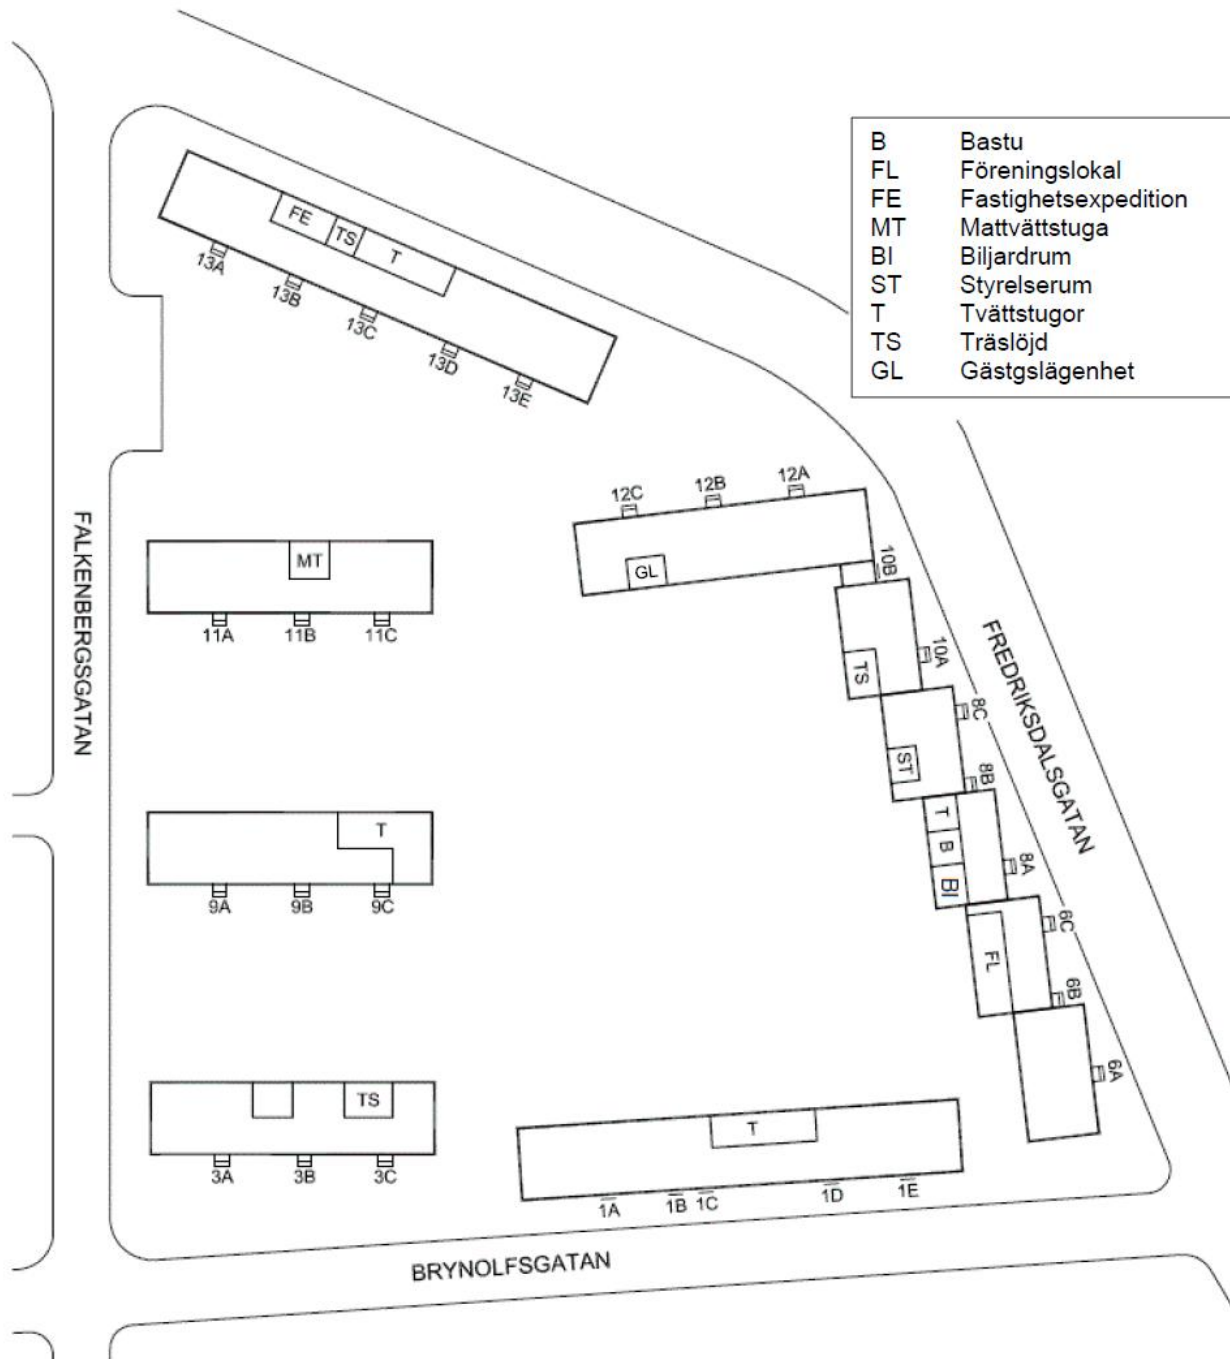 B Bastu
FL Föreningslokal
FE Fastighetsexpedition
MT Mattvättstuga
BI Biljardrum
ST Styrelserum
T Tvättstugor
TS Träslöjd
GL Gästgslägenhet
FE
TS
T
13A
13B
13C
13D
13E
12C
12B
12A
GL
10B
FALKENBERGSGATAN
MT
11A
11B
11C
10A
TS
FREDRIKSDALSGATAN
8C
ST
8B
T
B
BI
8A
T
9A
9B
9C
6C
FL
6B
6A
TS
3A
3B
3C
T
1A
1B
1C
1D
1E
BRYNOLFSGATAN